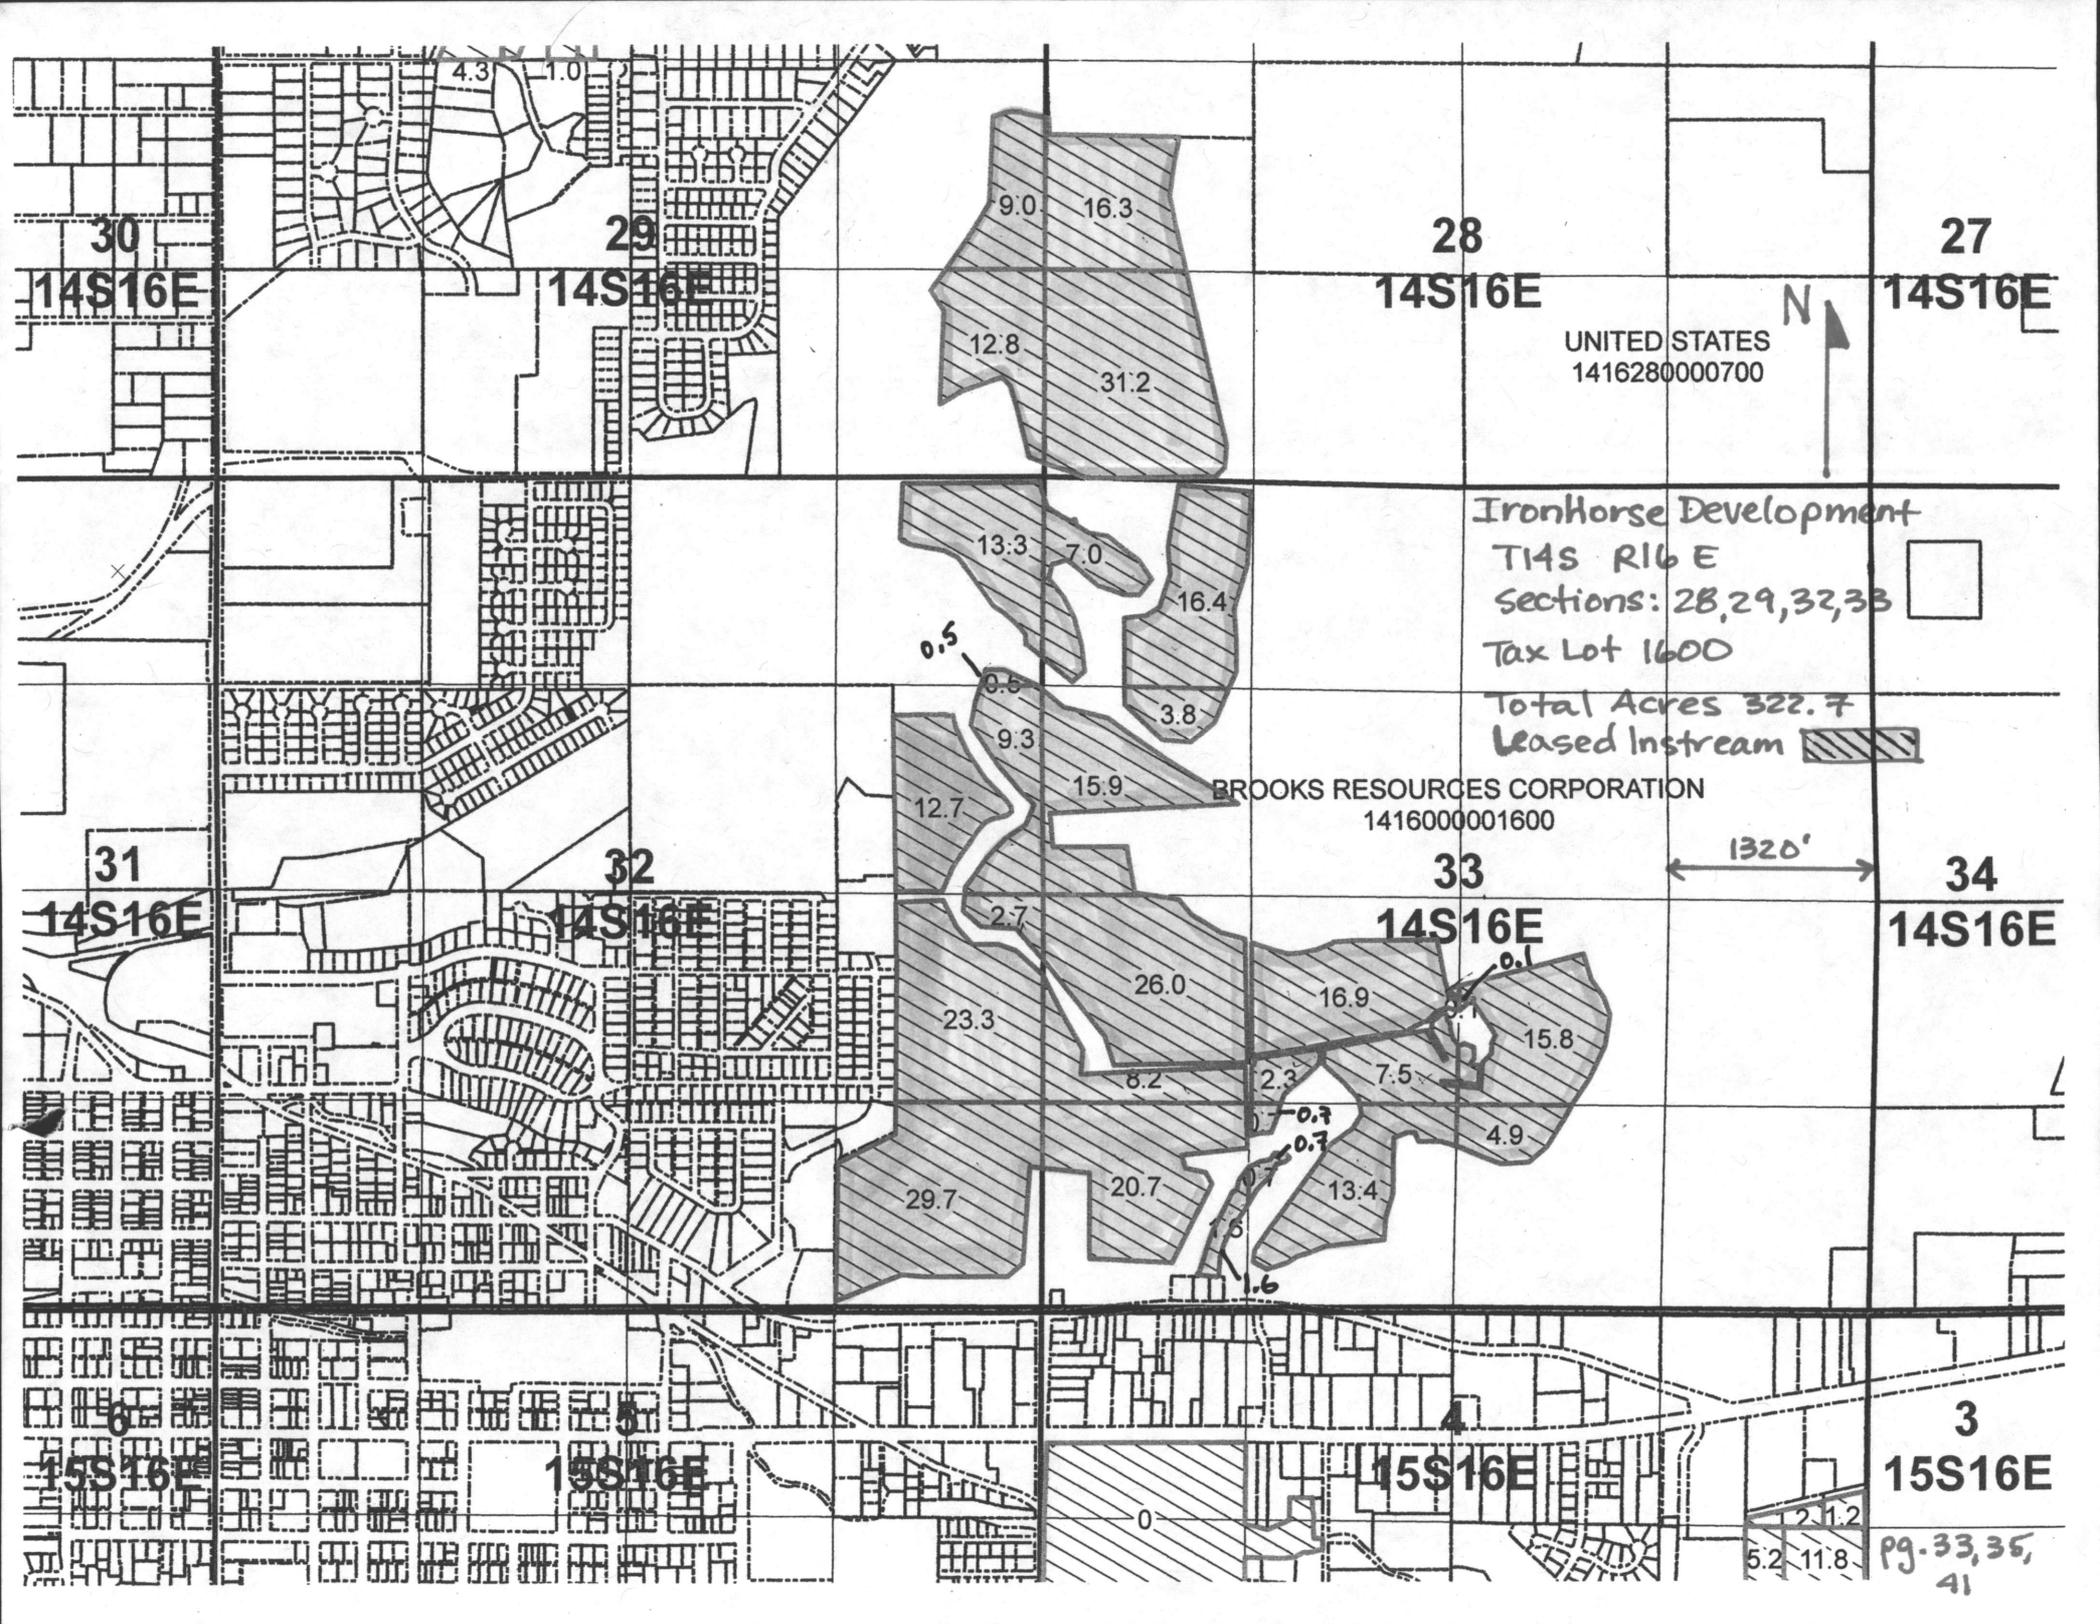 4.3 1.0
9.0 16.3
30 29 28 27
14S16E 14S16E 14S16E 14S16E
N
UNITED STATES
1416280000700
12.8
31.2
IronHorse Development
T14S R16 E
Sections: 28,29,32,33
Tax Lot 1600
Total Acres 322.7
Leased Instream
13.3 7.0
16.4
0.5
3.8
9.3
15.9
BROOKS RESOURCES CORPORATION
1416000001600
12.7
1320'
31 32 33 34
14S16E 14S16E 14S16E 14S16E
2.7
0.1
26.0 16.9
23.3 15.8
8.2 2.3 7.5
0.7
4.9
0.7
0.7
29.7 20.7 13.4
1.6
1.6
6 5 4 3
15S16E 15S16E 15S16E 15S16E
0
1.2
5.2 11.8
pg. 33,35,
41